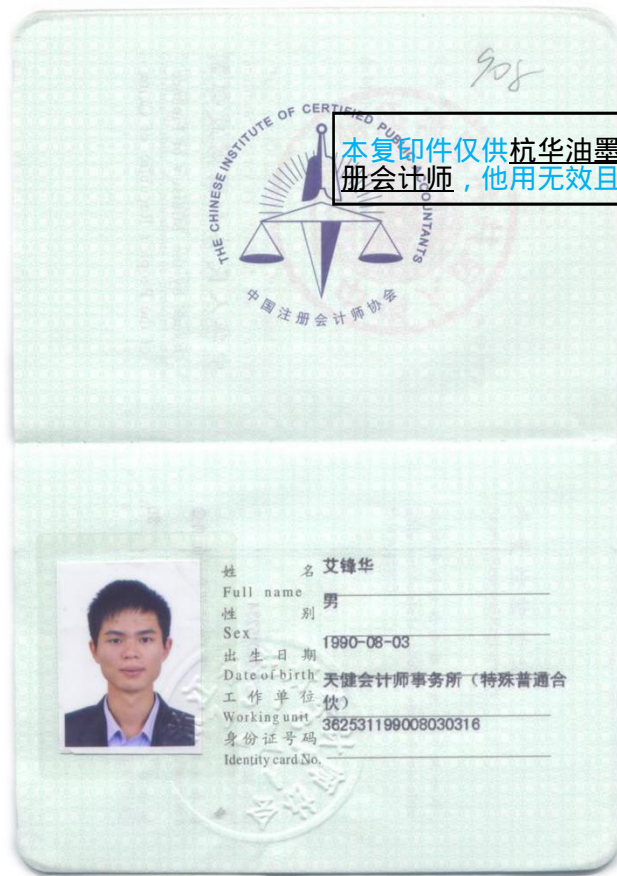 908
THE CHINESE INSTITUTE OF CERTIFIED PUBLIC ACCOUNTANTS
本复印件仅供杭华油墨
册会计师，他用无效且
中国注册会计师协会
姓 名 艾锋华
Full name
性 别 男
Sex
出生日期 1990-08-03
Date of birth
工作单位 天健会计师事务所（特殊普通合
伙）
Working unit
身份证号码 362531199008030316
Identity card No.